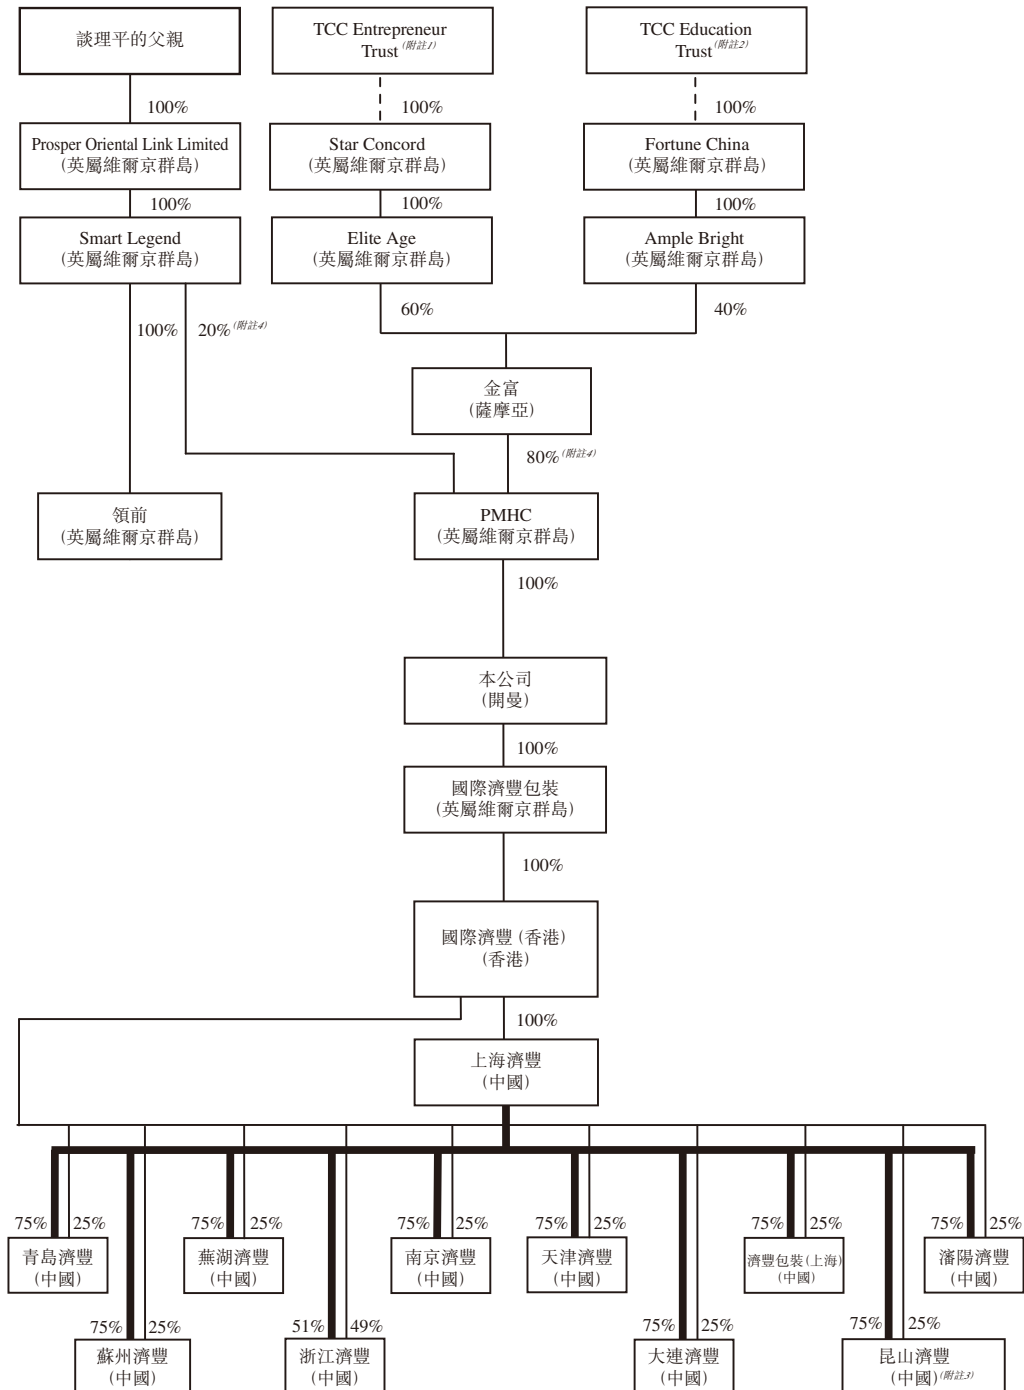 談理平的父親
TCC Entrepreneur
Trust(附註1)
TCC Education
Trust(附註2)
100%
100%
100%
Prosper Oriental Link Limited
(英屬維爾京群島)
Star Concord
(英屬維爾京群島)
Fortune China
(英屬維爾京群島)
100%
100%
100%
Smart Legend
(英屬維爾京群島)
Elite Age
(英屬維爾京群島)
Ample Bright
(英屬維爾京群島)
60%
40%
100%
20%(附註4)
金富
(薩摩亞)
80%(附註4)
領前
(英屬維爾京群島)
PMHC
(英屬維爾京群島)
100%
本公司
(開曼)
100%
國際濟豐包裝
(英屬維爾京群島)
100%
國際濟豐(香港)
(香港)
100%
上海濟豐
(中國)
75% 25%
75% 25%
75% 25%
75% 25%
75% 25%
75% 25%
青島濟豐
(中國)
蕪湖濟豐
(中國)
南京濟豐
(中國)
天津濟豐
(中國)
濟豐包裝(上海)
(中國)
瀋陽濟豐
(中國)
75% 25%
51% 49%
75% 25%
75% 25%
蘇州濟豐
(中國)
浙江濟豐
(中國)
大連濟豐
(中國)
昆山濟豐
(中國)(附註3)